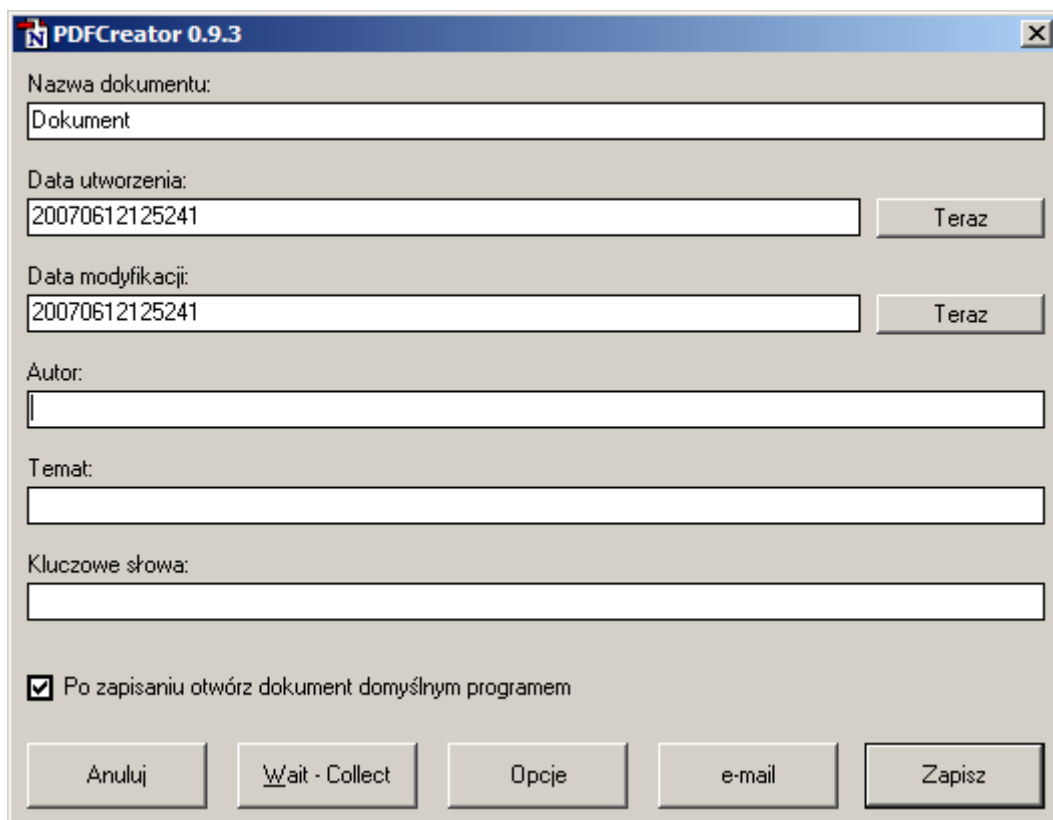 PDFCreator 0.9.3
Nazwa dokumentu:
Dokument
Data utworzenia:
20070612125241
Teraz
Data modyfikacji:
20070612125241
Teraz
Autor:
Temat:
Kluczowe słowa:
Po zapisaniu otwórz dokument domyślnym programem
Anuluj
Wait - Collect
Opcje
e-mail
Zapisz